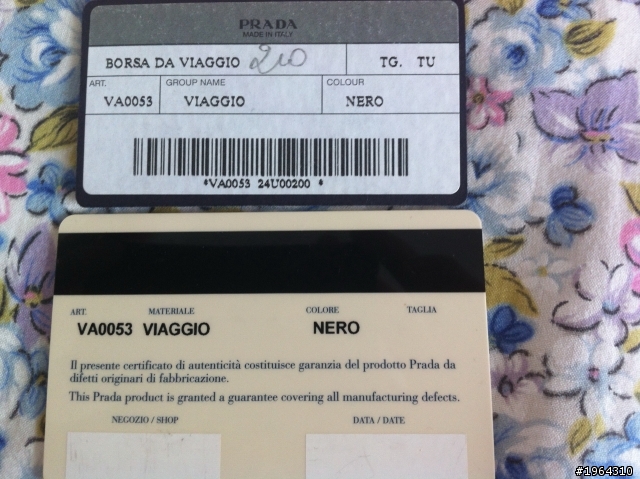 PRADA
MADE IN ITALY
BORSA DA VIAGGIO 210 TG. TU
ART. GROUP NAME COLOUR
VA0053 VIAGGIO NERO
*VA0053 24U00200 *
ART. MATERIALE COLORE TAGLIA
VA0053 VIAGGIO NERO
Il presente certificato di autenticità costituisce garanzia del prodotto Prada da
difetti originari di fabbricazione.
This Prada product is granted a guarantee covering all manufacturing defects.
NEGOZIO / SHOP DATA / DATE
#1964310